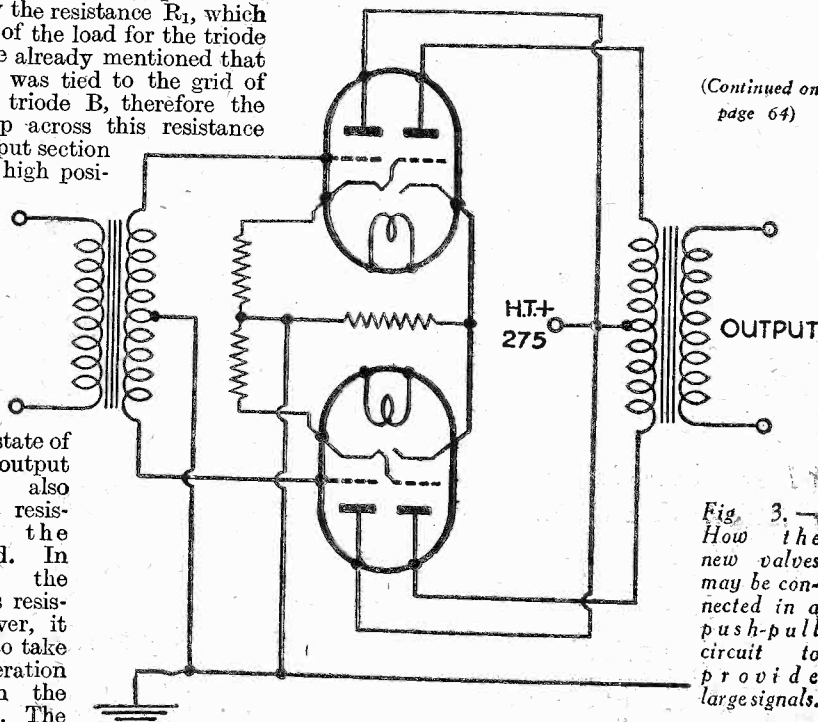 the resistance R₁, which
of the load for the triode
already mentioned that
was tied to the grid of
triode B, therefore the
p across this resistance
put section
high posi-
(Continued on
page 64)
H.T.+
275
OUTPUT
state of
output
also
resis-
the
d. In
the
s resis-
ver, it
to take
eration
n the
. The
Fig. 3.—
How the
new valves
may be con-
nected in a
push-pull
circuit to
provide
large signals.